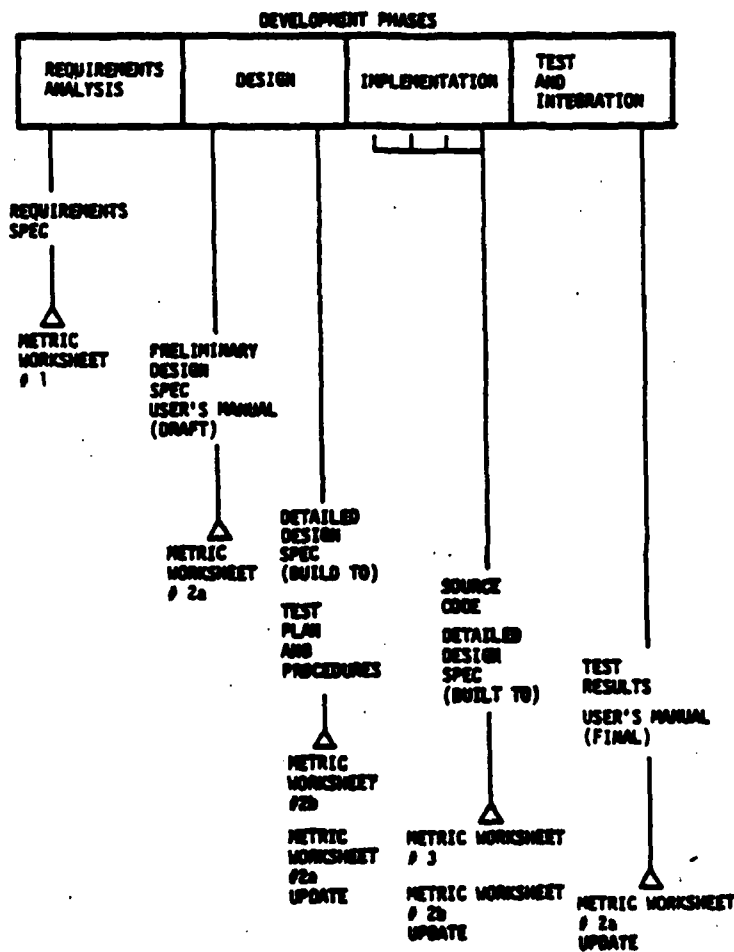 DEVELOPMENT PHASES
REQUIREMENTS
ANALYSIS
DESIGN
IMPLEMENTATION
TEST
AND
INTEGRATION
REQUIREMENTS
SPEC
METRIC
WORKSHEET
# 1
PRELIMINARY
DESIGN
SPEC
USER'S MANUAL
(DRAFT)
METRIC
WORKSHEET
# 2a
DETAILED
DESIGN
SPEC
(BUILD TO)
TEST
PLAN
AND
PROCEDURES
METRIC
WORKSHEET
#2b
METRIC
WORKSHEET
#2a
UPDATE
SOURCE
CODE
DETAILED
DESIGN
SPEC
(BUILT TO)
METRIC WORKSHEET
# 3
METRIC WORKSHEET
# 2b
UPDATE
TEST
RESULTS
USER'S MANUAL
(FINAL)
METRIC WORKSHEET
# 2a
UPDATE